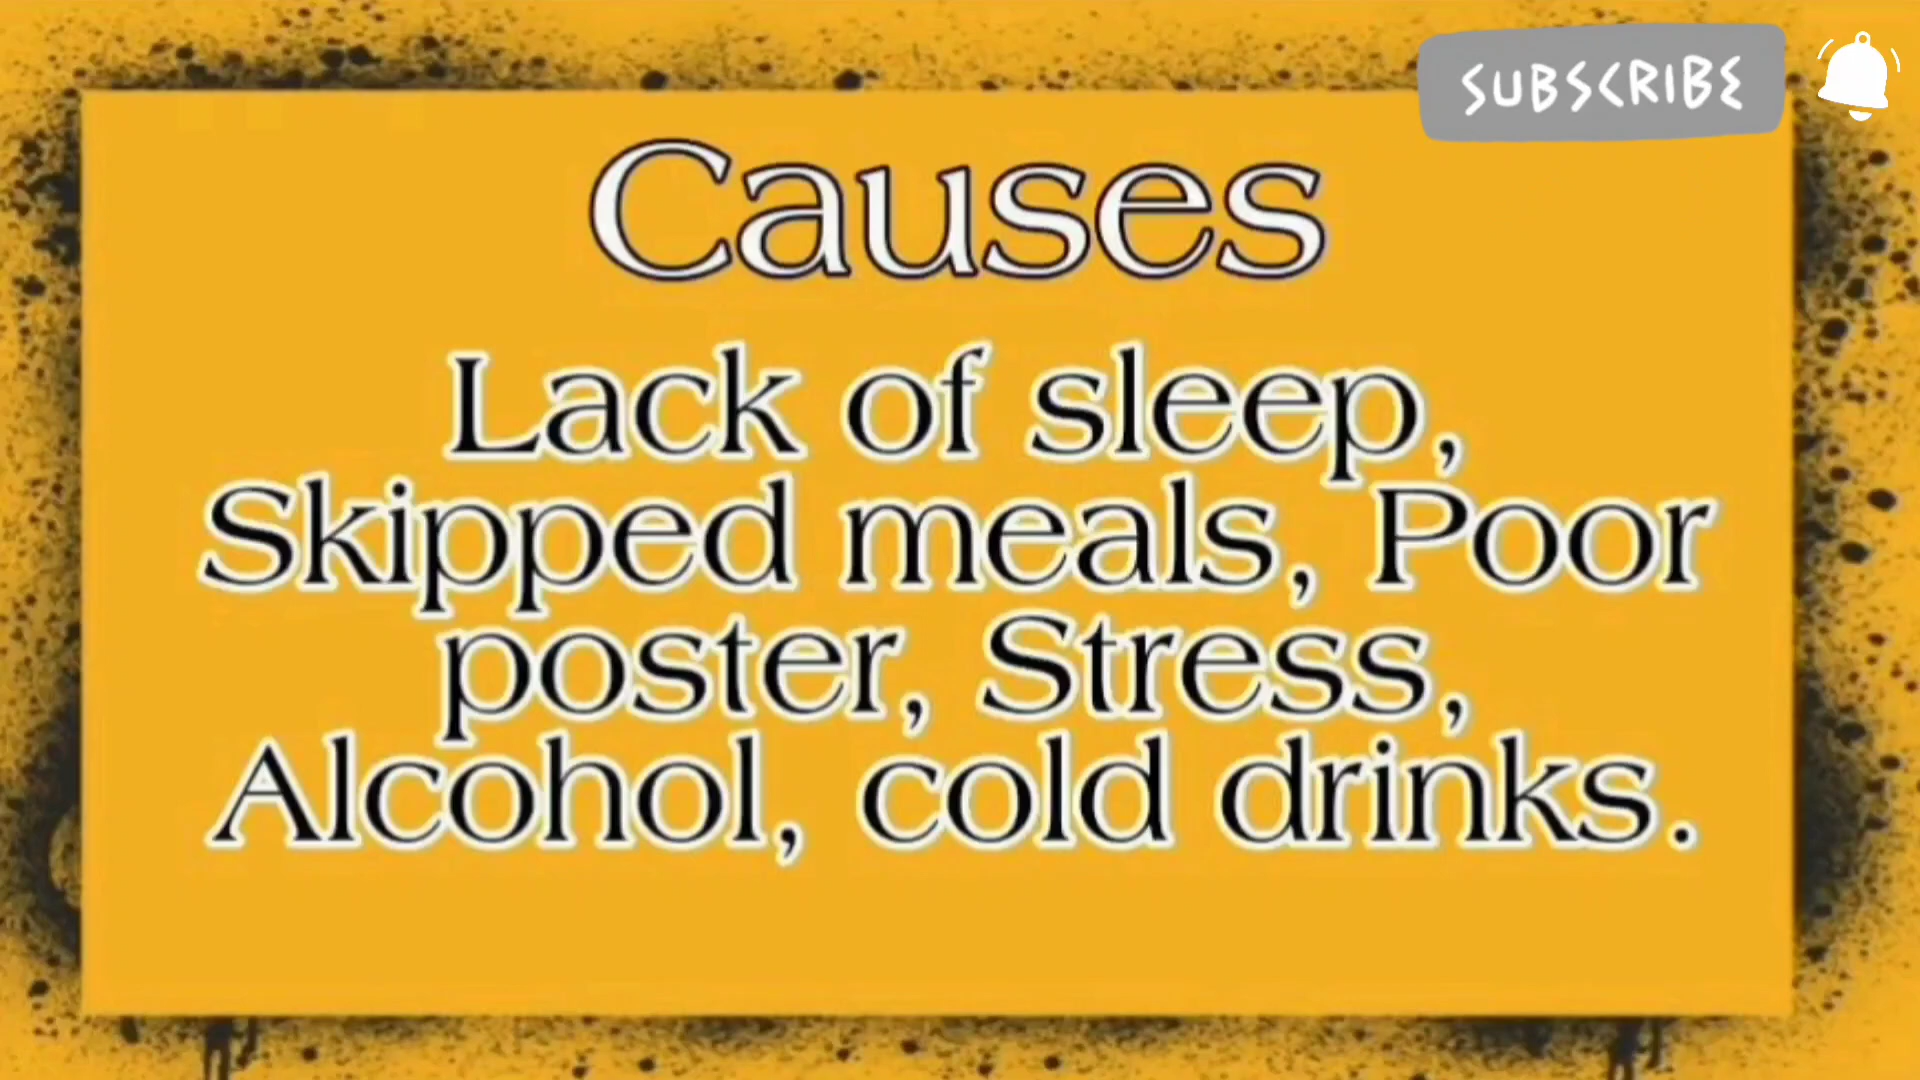 SUBSCRIBE
Causes
Lack of sleep,
Skipped meals, Poor
poster, Stress,
Alcohol, cold drinks.